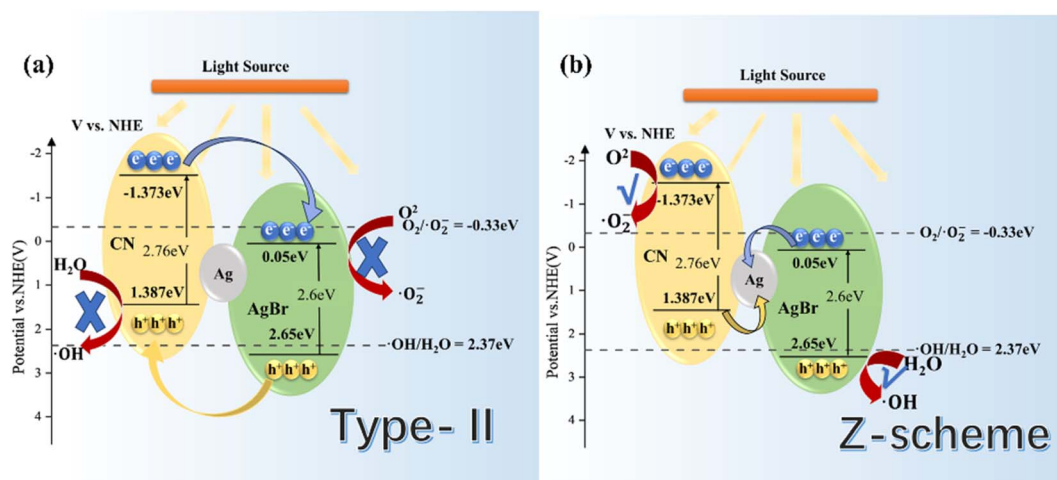 (a)
Light Source
V vs. NHE
Potential vs.NHE(V)
-2
-1
0
1
2
3
4
e⁻ e⁻ e⁻
-1.373eV
CN
2.76eV
1.387eV
h⁺ h⁺ h⁺
H₂O
·OH
Ag
e⁻ e⁻ e⁻
0.05eV
2.6eV
AgBr
2.65eV
h⁺ h⁺ h⁺
O²
O₂/·O₂⁻ = -0.33eV
·O₂⁻
·OH/H₂O = 2.37eV
Type- II
(b)
Light Source
V vs. NHE
Potential vs.NHE(V)
-2
-1
0
1
2
3
4
O²
√
·O₂⁻
e⁻ e⁻ e⁻
-1.373eV
CN
2.76eV
1.387eV
h⁺ h⁺ h⁺
Ag
e⁻ e⁻ e⁻
0.05eV
2.6eV
AgBr
2.65eV
h⁺ h⁺ h⁺
O₂/·O₂⁻ = -0.33eV
·OH/H₂O = 2.37eV
H₂O
√
·OH
Z-scheme